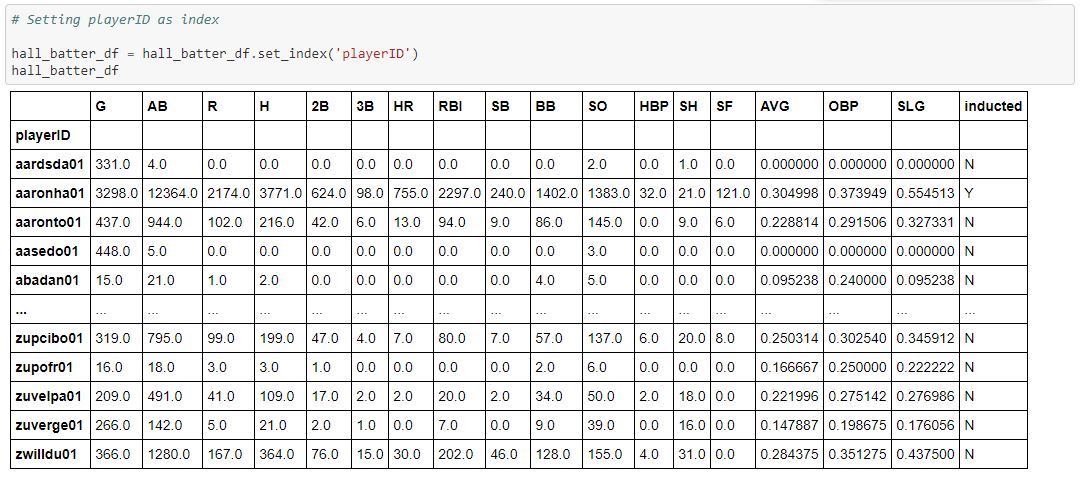 # Setting playerID as index
hall_batter_df = hall_batter_df.set_index('playerID')
hall_batter_df
G AB R H 2B 3B HR RBI SB BB SO HBP SH SF AVG OBP SLG inducted
playerID
aardsda01 331.0 4.0 0.0 0.0 0.0 0.0 0.0 0.0 0.0 0.0 2.0 0.0 1.0 0.0 0.000000 0.000000 0.000000 N
aaronha01 3298.0 12364.0 2174.0 3771.0 624.0 98.0 755.0 2297.0 240.0 1402.0 1383.0 32.0 21.0 121.0 0.304998 0.373949 0.554513 Y
aaronto01 437.0 944.0 102.0 216.0 42.0 6.0 13.0 94.0 9.0 86.0 145.0 0.0 9.0 6.0 0.228814 0.291506 0.327331 N
aasedo01 448.0 5.0 0.0 0.0 0.0 0.0 0.0 0.0 0.0 0.0 3.0 0.0 0.0 0.0 0.000000 0.000000 0.000000 N
abadan01 15.0 21.0 1.0 2.0 0.0 0.0 0.0 0.0 0.0 4.0 5.0 0.0 0.0 0.0 0.095238 0.240000 0.095238 N
... ... ... ... ... ... ... ... ... ... ... ... ... ... ... ... ... ... ...
zupcibo01 319.0 795.0 99.0 199.0 47.0 4.0 7.0 80.0 7.0 57.0 137.0 6.0 20.0 8.0 0.250314 0.302540 0.345912 N
zupofr01 16.0 18.0 3.0 3.0 1.0 0.0 0.0 0.0 0.0 2.0 6.0 0.0 0.0 0.0 0.166667 0.250000 0.222222 N
zuvelpa01 209.0 491.0 41.0 109.0 17.0 2.0 2.0 20.0 2.0 34.0 50.0 2.0 18.0 0.0 0.221996 0.275142 0.276986 N
zuverge01 266.0 142.0 5.0 21.0 2.0 1.0 0.0 7.0 0.0 9.0 39.0 0.0 16.0 0.0 0.147887 0.198675 0.176056 N
zwilldu01 366.0 1280.0 167.0 364.0 76.0 15.0 30.0 202.0 46.0 128.0 155.0 4.0 31.0 0.0 0.284375 0.351275 0.437500 N